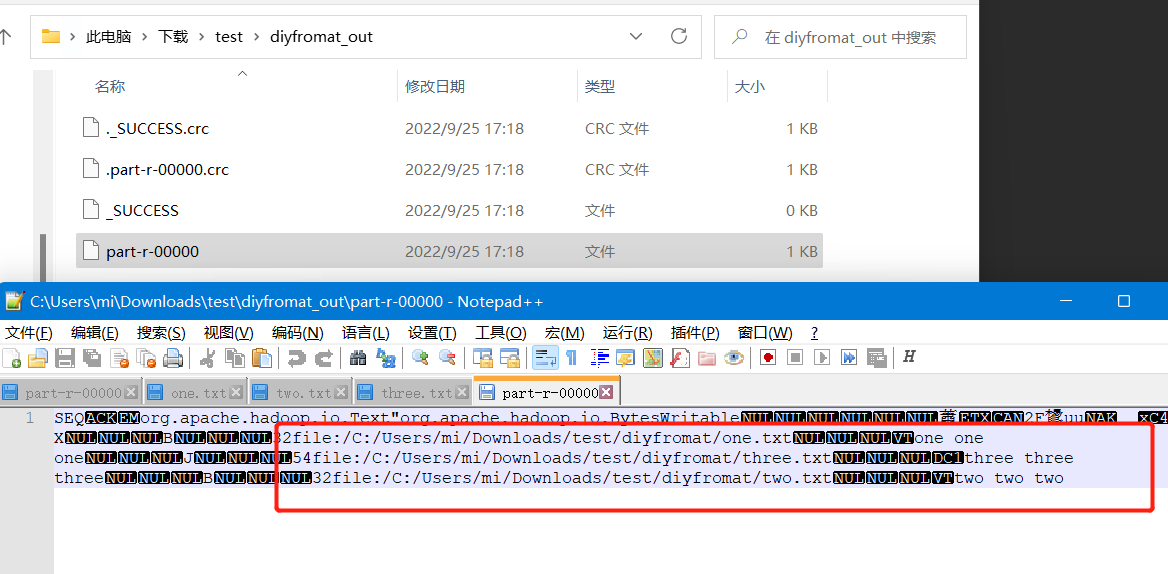 此电脑 > 下载 > test > diyfromat_out
在 diyfromat_out 中搜索
名称 修改日期 类型 大小
._SUCCESS.crc 2022/9/25 17:18 CRC 文件 1 KB
.part-r-00000.crc 2022/9/25 17:18 CRC 文件 1 KB
_SUCCESS 2022/9/25 17:18 文件 0 KB
part-r-00000 2022/9/25 17:18 文件 1 KB
C:\Users\mi\Downloads\test\diyfromat_out\part-r-00000 - Notepad++
文件(F) 编辑(E) 搜索(S) 视图(V) 编码(N) 语言(L) 设置(T) 工具(O) 宏(M) 运行(R) 插件(P) 窗口(W) ?
part-r-00000 one.txt two.txt three.txt part-r-00000
1 SEQACKEMorg.apache.hadoop.io.Text"org.apache.hadoop.io.BytesWritableNULNULNULNULNULNULETXCAN2F uuNAK xC4
XNULNULNULBNULNULNUL32file:/C:/Users/mi/Downloads/test/diyfromat/one.txtNULNULNULVTone one
oneNULNULNULJNULNULNUL54file:/C:/Users/mi/Downloads/test/diyfromat/three.txtNULNULNULDC1three three
threeNULNULNULBNULNULNUL32file:/C:/Users/mi/Downloads/test/diyfromat/two.txtNULNULNULVTtwo two two